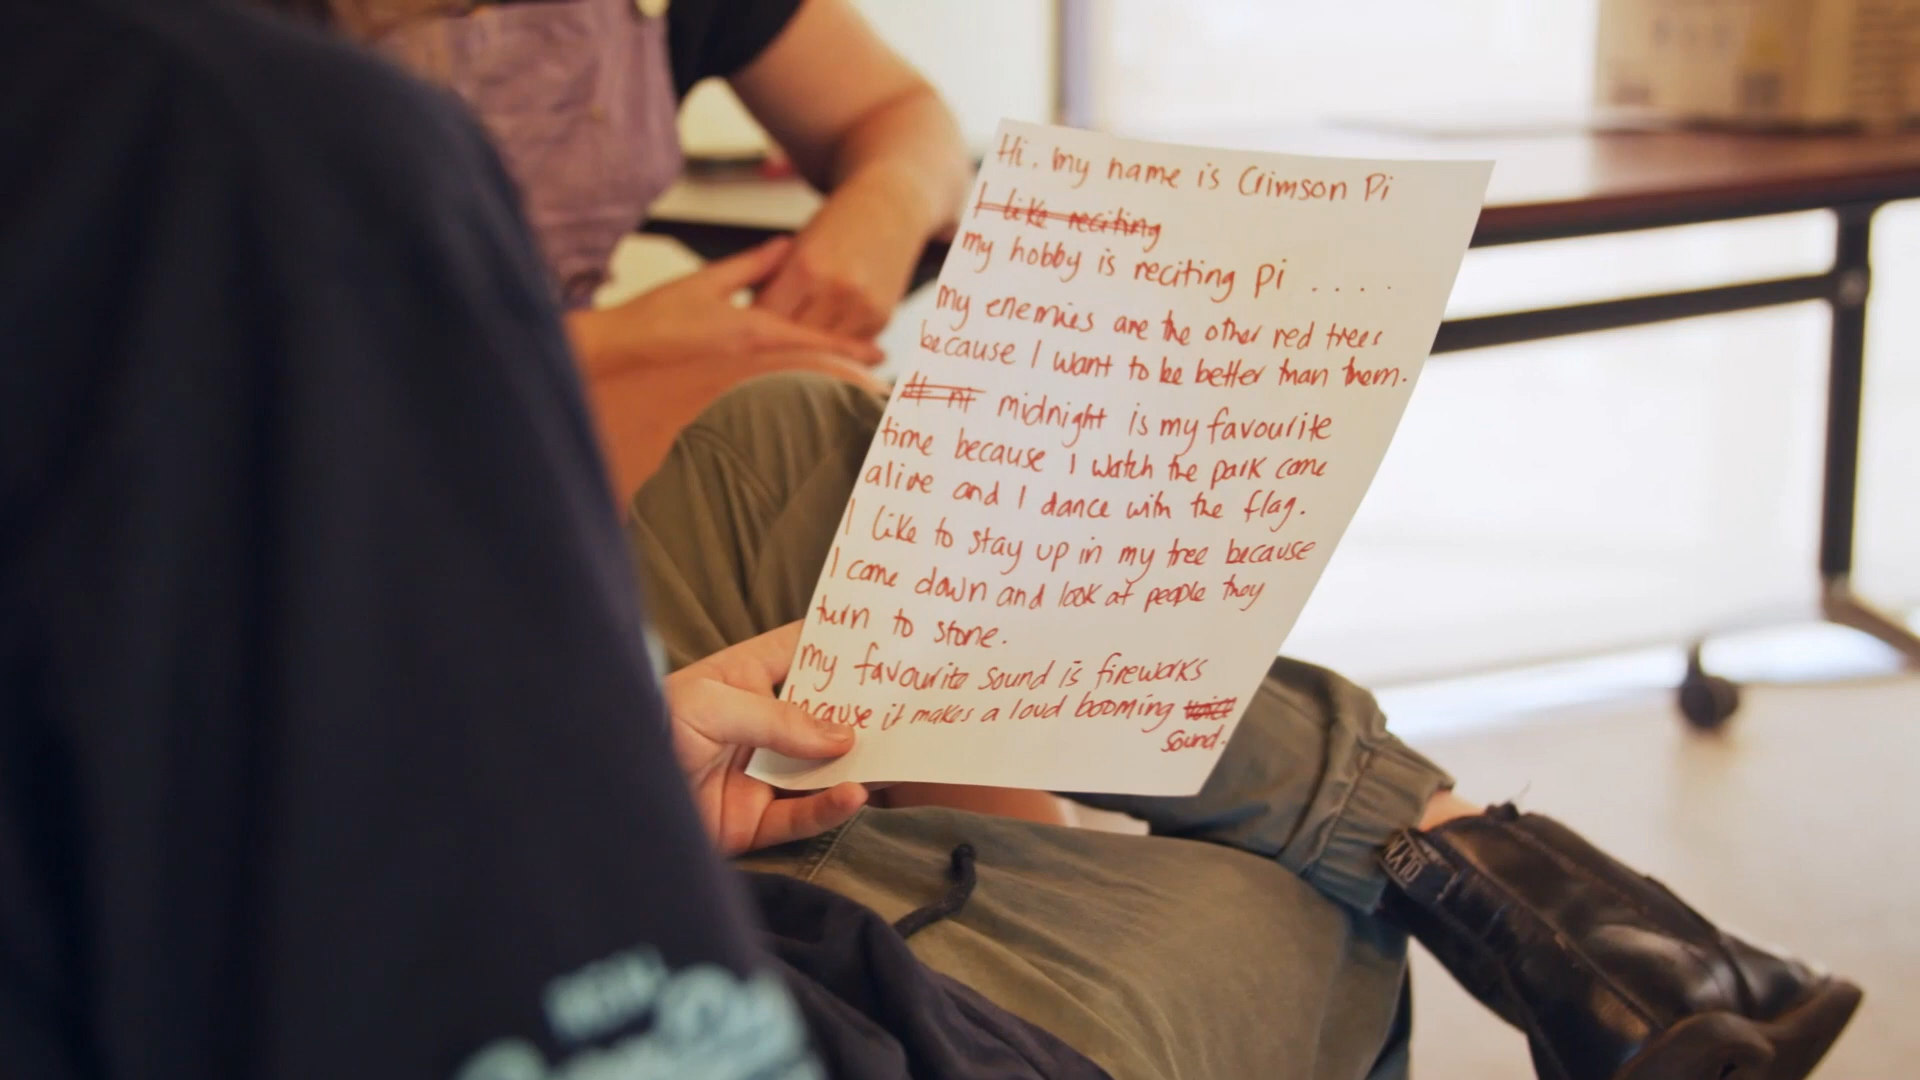 Hi. my name is Crimson Pi
I like reciting
my hobby is reciting Pi ....
my enemies are the other red trees
because I want to be better than them.
midnight is my favourite
time because I watch the park come
alive and I dance with the flag.
I like to stay up in my tree because
I come down and look at people they
turn to stone.
my favourite sound is fireworks
because it makes a loud booming voice
sound.